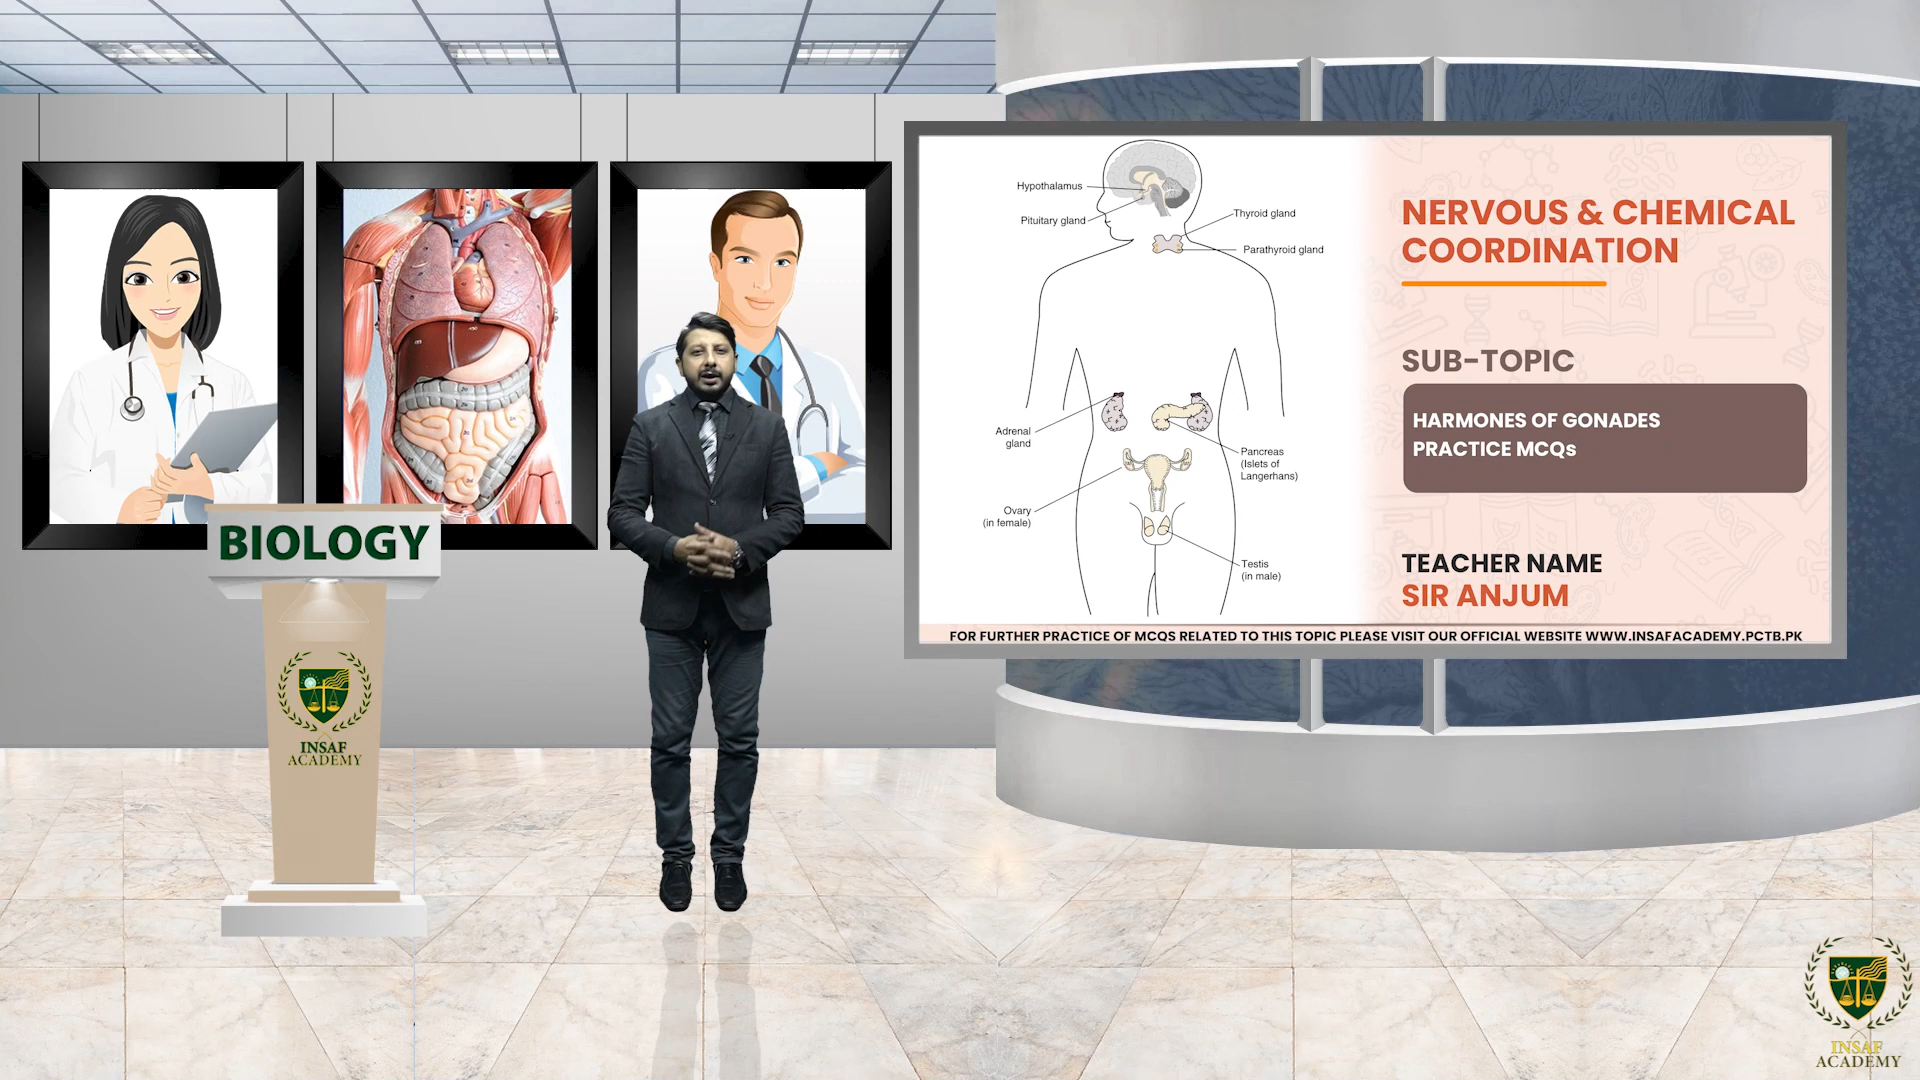 BIOLOGY
INSAF
ACADEMY
Hypothalamus
Pituitary gland
Thyroid gland
Parathyroid gland
Adrenal
gland
Pancreas
(Islets of
Langerhans)
Ovary
(in female)
Testis
(in male)
NERVOUS & CHEMICAL
COORDINATION
SUB-TOPIC
HARMONES OF GONADES
PRACTICE MCQs
TEACHER NAME
SIR ANJUM
FOR FURTHER PRACTICE OF MCQS RELATED TO THIS TOPIC PLEASE VISIT OUR OFFICIAL WEBSITE WWW.INSAFACADEMY.PCTB.PK
INSAF
ACADEMY